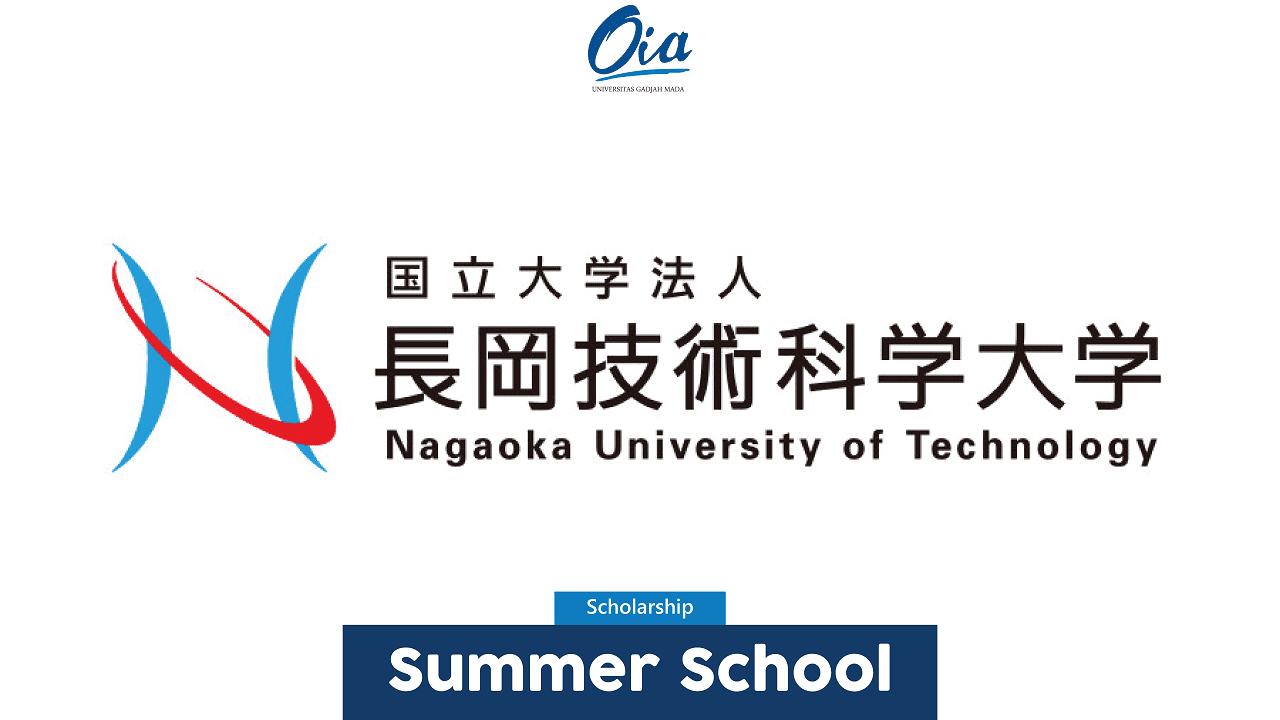 Oia
UNIVERSITAS GADJAH MADA
国立大学法人
長岡技術科学大学
Nagaoka University of Technology
Scholarship
Summer School